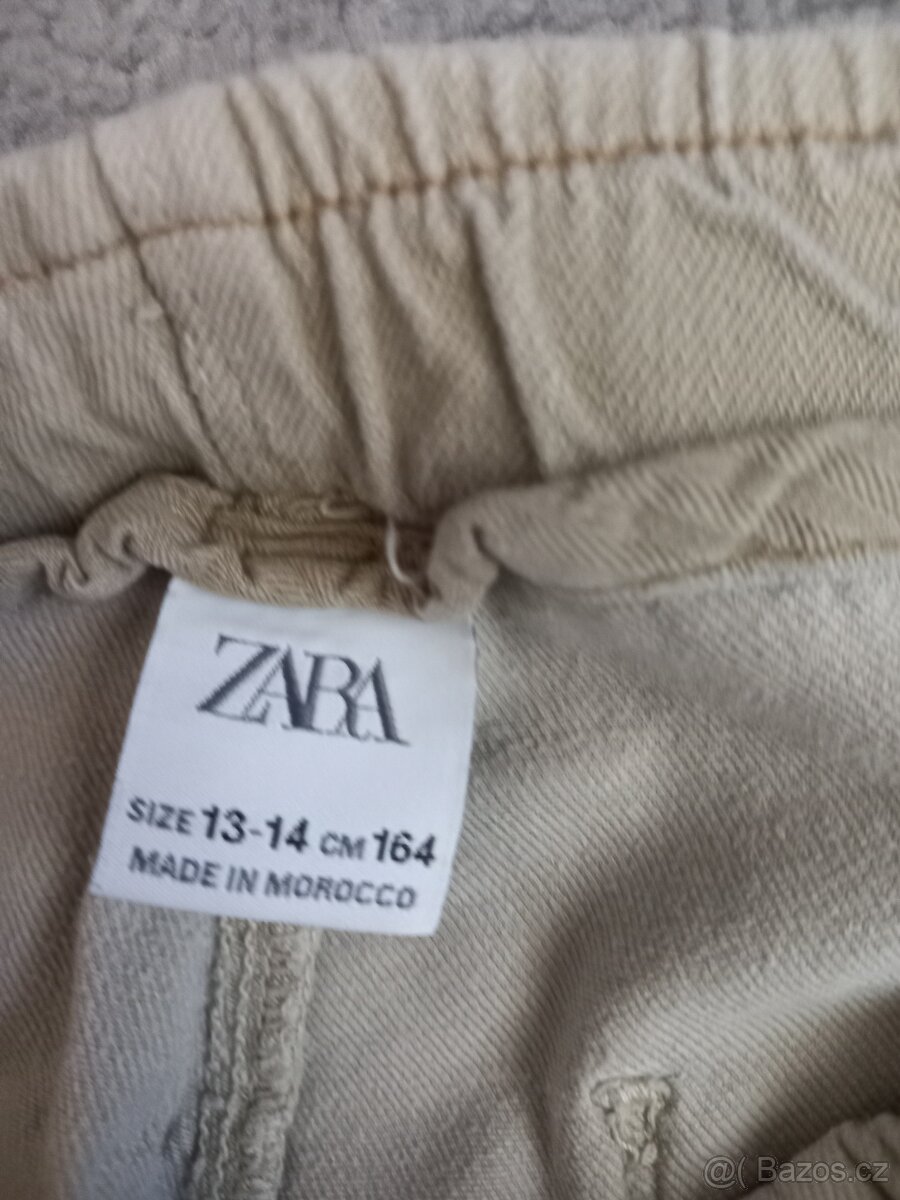 ZARA
SIZE 13-14 CM 164
MADE IN MOROCCO
@( Bazos.cz